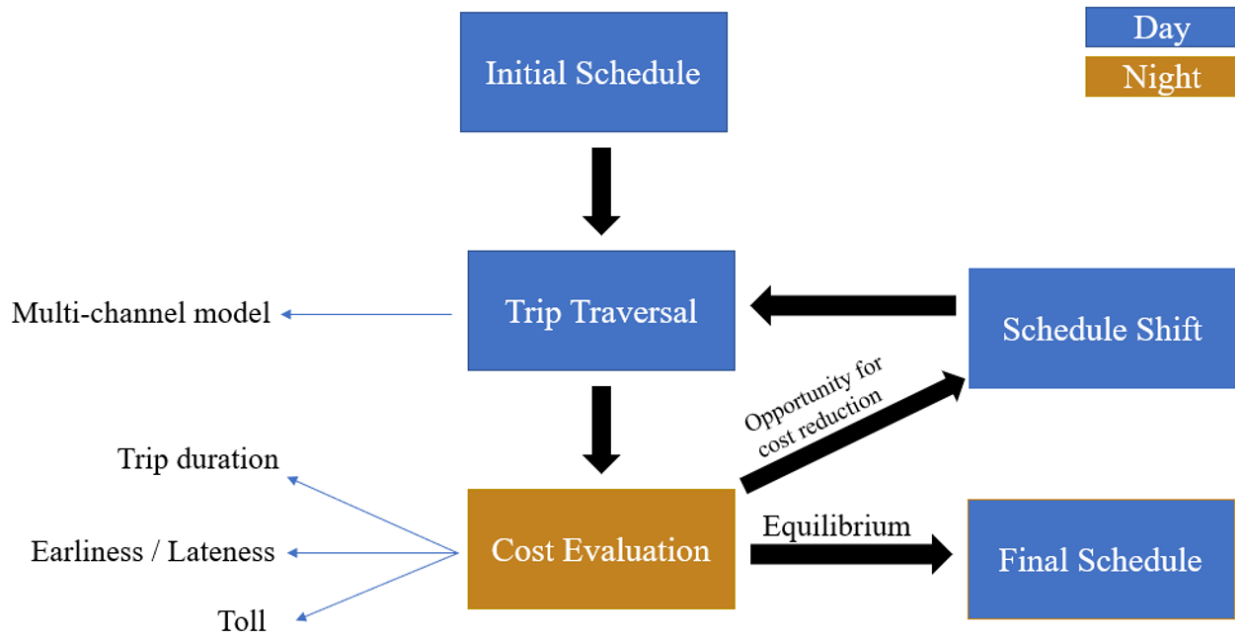 Day
Initial Schedule
Night
Trip Traversal
Multi-channel model
Schedule Shift
Opportunity for
cost reduction
Trip duration
Equilibrium
Earliness / Lateness
Cost Evaluation
Final Schedule
Toll